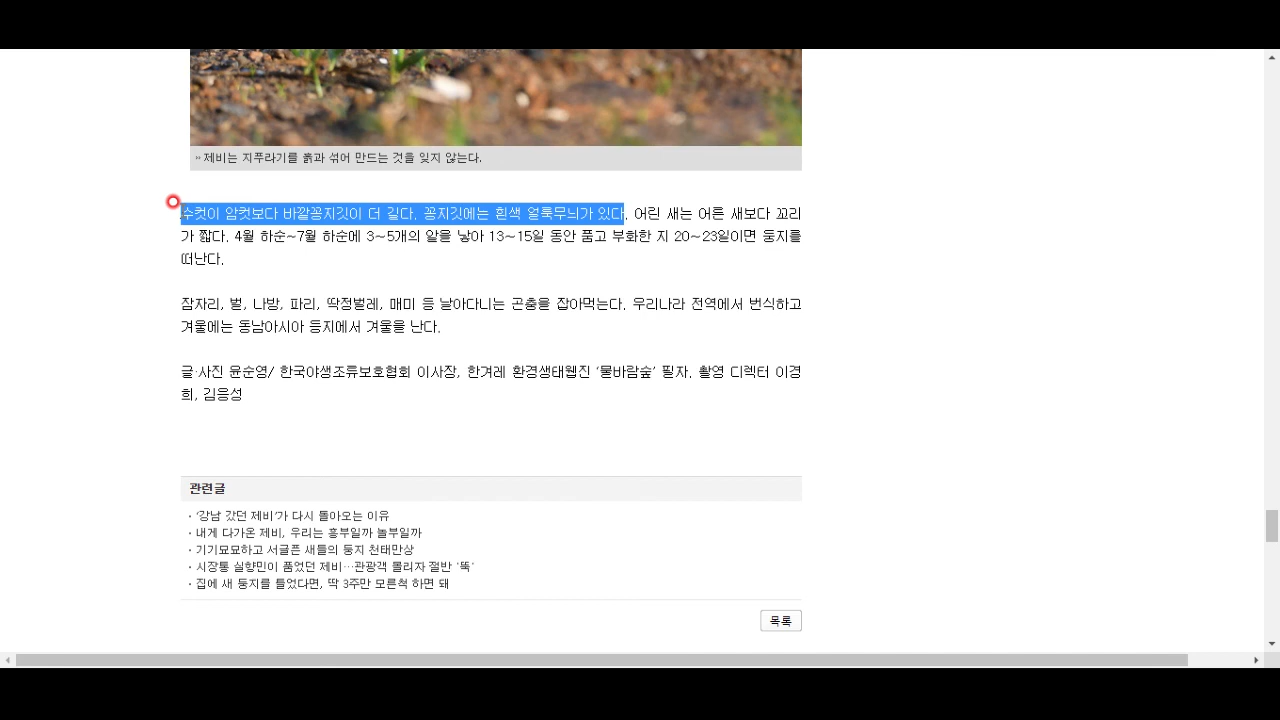 제비는 지푸라기를 흙과 섞어 만드는 것을 잊지 않는다.
수컷이 암컷보다 바깥꽁지깃이 더 길다. 꽁지깃에는 흰색 얼룩무늬가 있다. 어린 새는 어른 새보다 꼬리
가 짧다. 4월 하순~7월 하순에 3~5개의 알을 낳아 13~15일 동안 품고 부화한 지 20~23일이면 둥지를
떠난다.
잠자리, 벌, 나방, 파리, 딱정벌레, 매미 등 날아다니는 곤충을 잡아먹는다. 우리나라 전역에서 번식하고
겨울에는 동남아시아 등지에서 겨울을 난다.
글·사진 윤순영/ 한국야생조류보호협회 이사장, 한겨레 환경생태웹진 ‘물바람숲’ 필자. 촬영 디렉터 이경
희, 김응성
관련글
· ‘강남 갔던 제비’가 다시 돌아오는 이유
· 내게 다가온 제비, 우리는 흥부일까 놀부일까
· 기기묘묘하고 서글픈 새들의 둥지 천태만상
· 시장통 실향민이 품었던 제비…관광객 몰리자 절반 ‘뚝’
· 집에 새 둥지를 틀었다면, 딱 3주만 모른척 하면 돼
목록